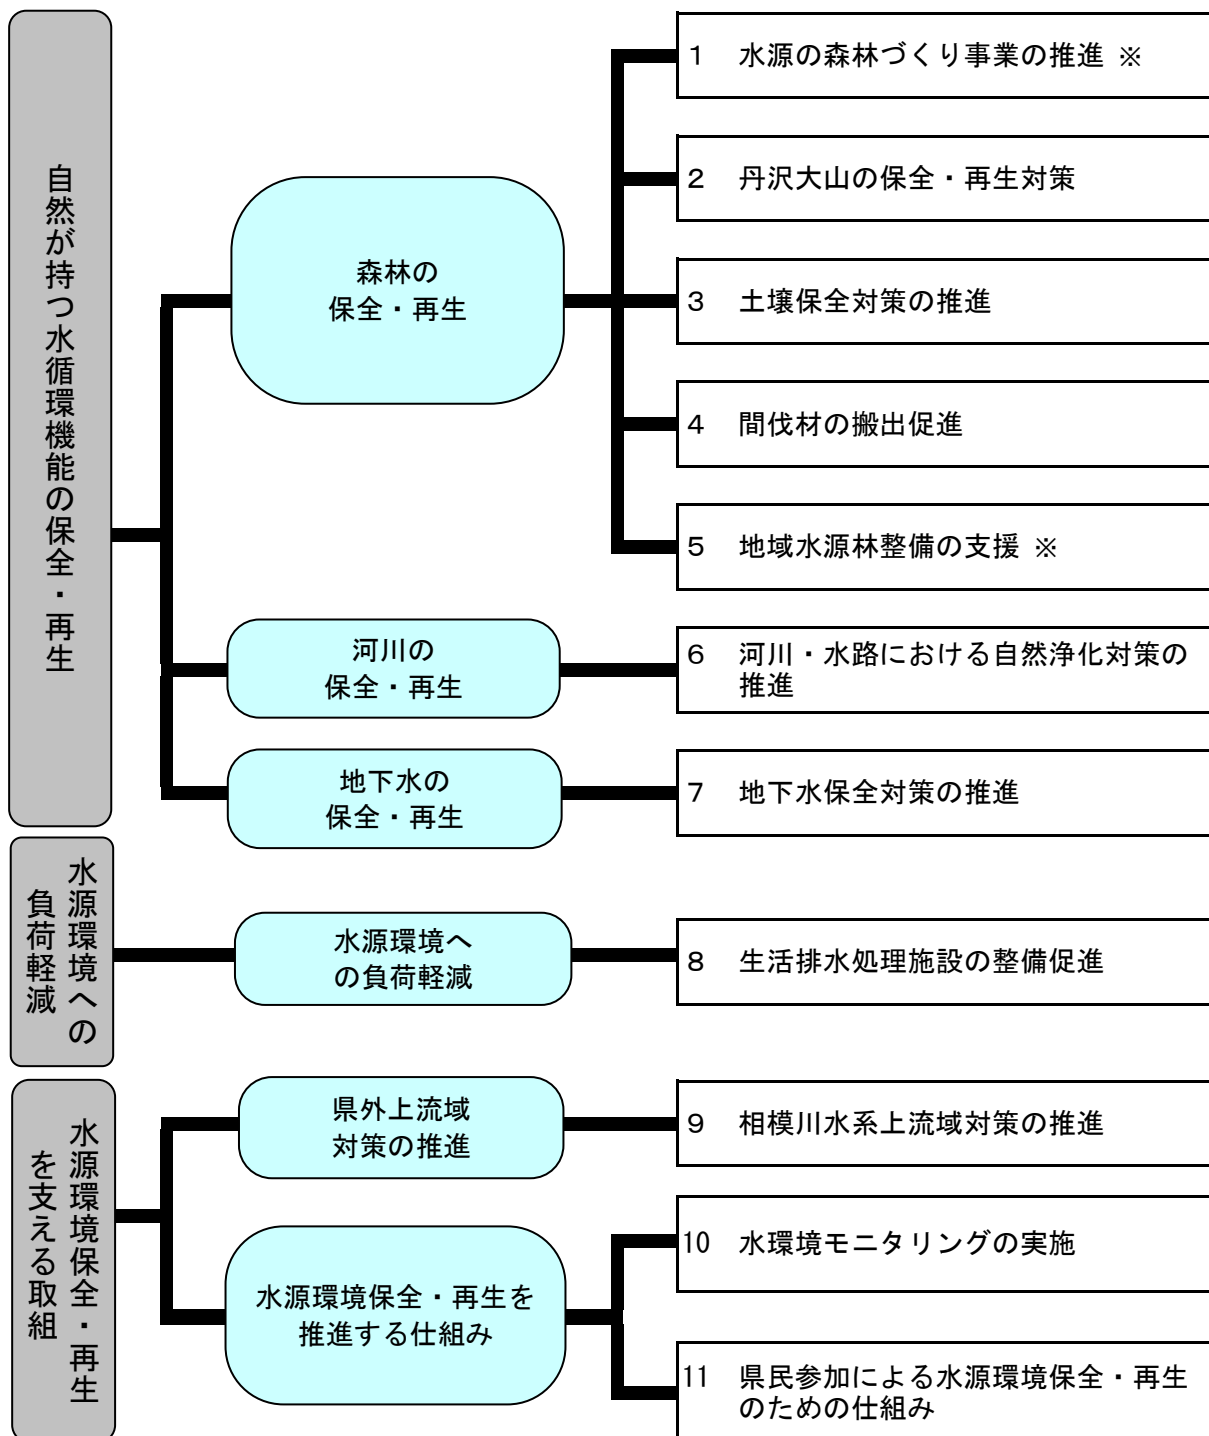 自然が持つ水循環機能の保全・再生
森林の
保全・再生
1 水源の森林づくり事業の推進 ※
2 丹沢大山の保全・再生対策
3 土壌保全対策の推進
4 間伐材の搬出促進
5 地域水源林整備の支援 ※
河川の
保全・再生
6 河川・水路における自然浄化対策の
推進
地下水の
保全・再生
7 地下水保全対策の推進
水源環境への
負荷軽減
水源環境へ
の負荷軽減
8 生活排水処理施設の整備促進
水源環境保全・再生
を支える取組
県外上流域
対策の推進
9 相模川水系上流域対策の推進
水源環境保全・再生を
推進する仕組み
10 水環境モニタリングの実施
11 県民参加による水源環境保全・再生
のための仕組み